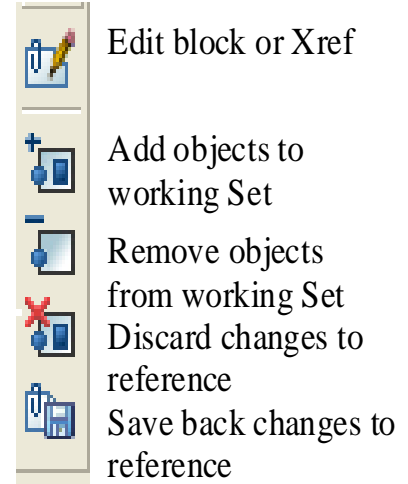 Edit block or Xref
Add objects to
working Set
Remove objects
from working Set
Discard changes to
reference
Save back changes to
reference